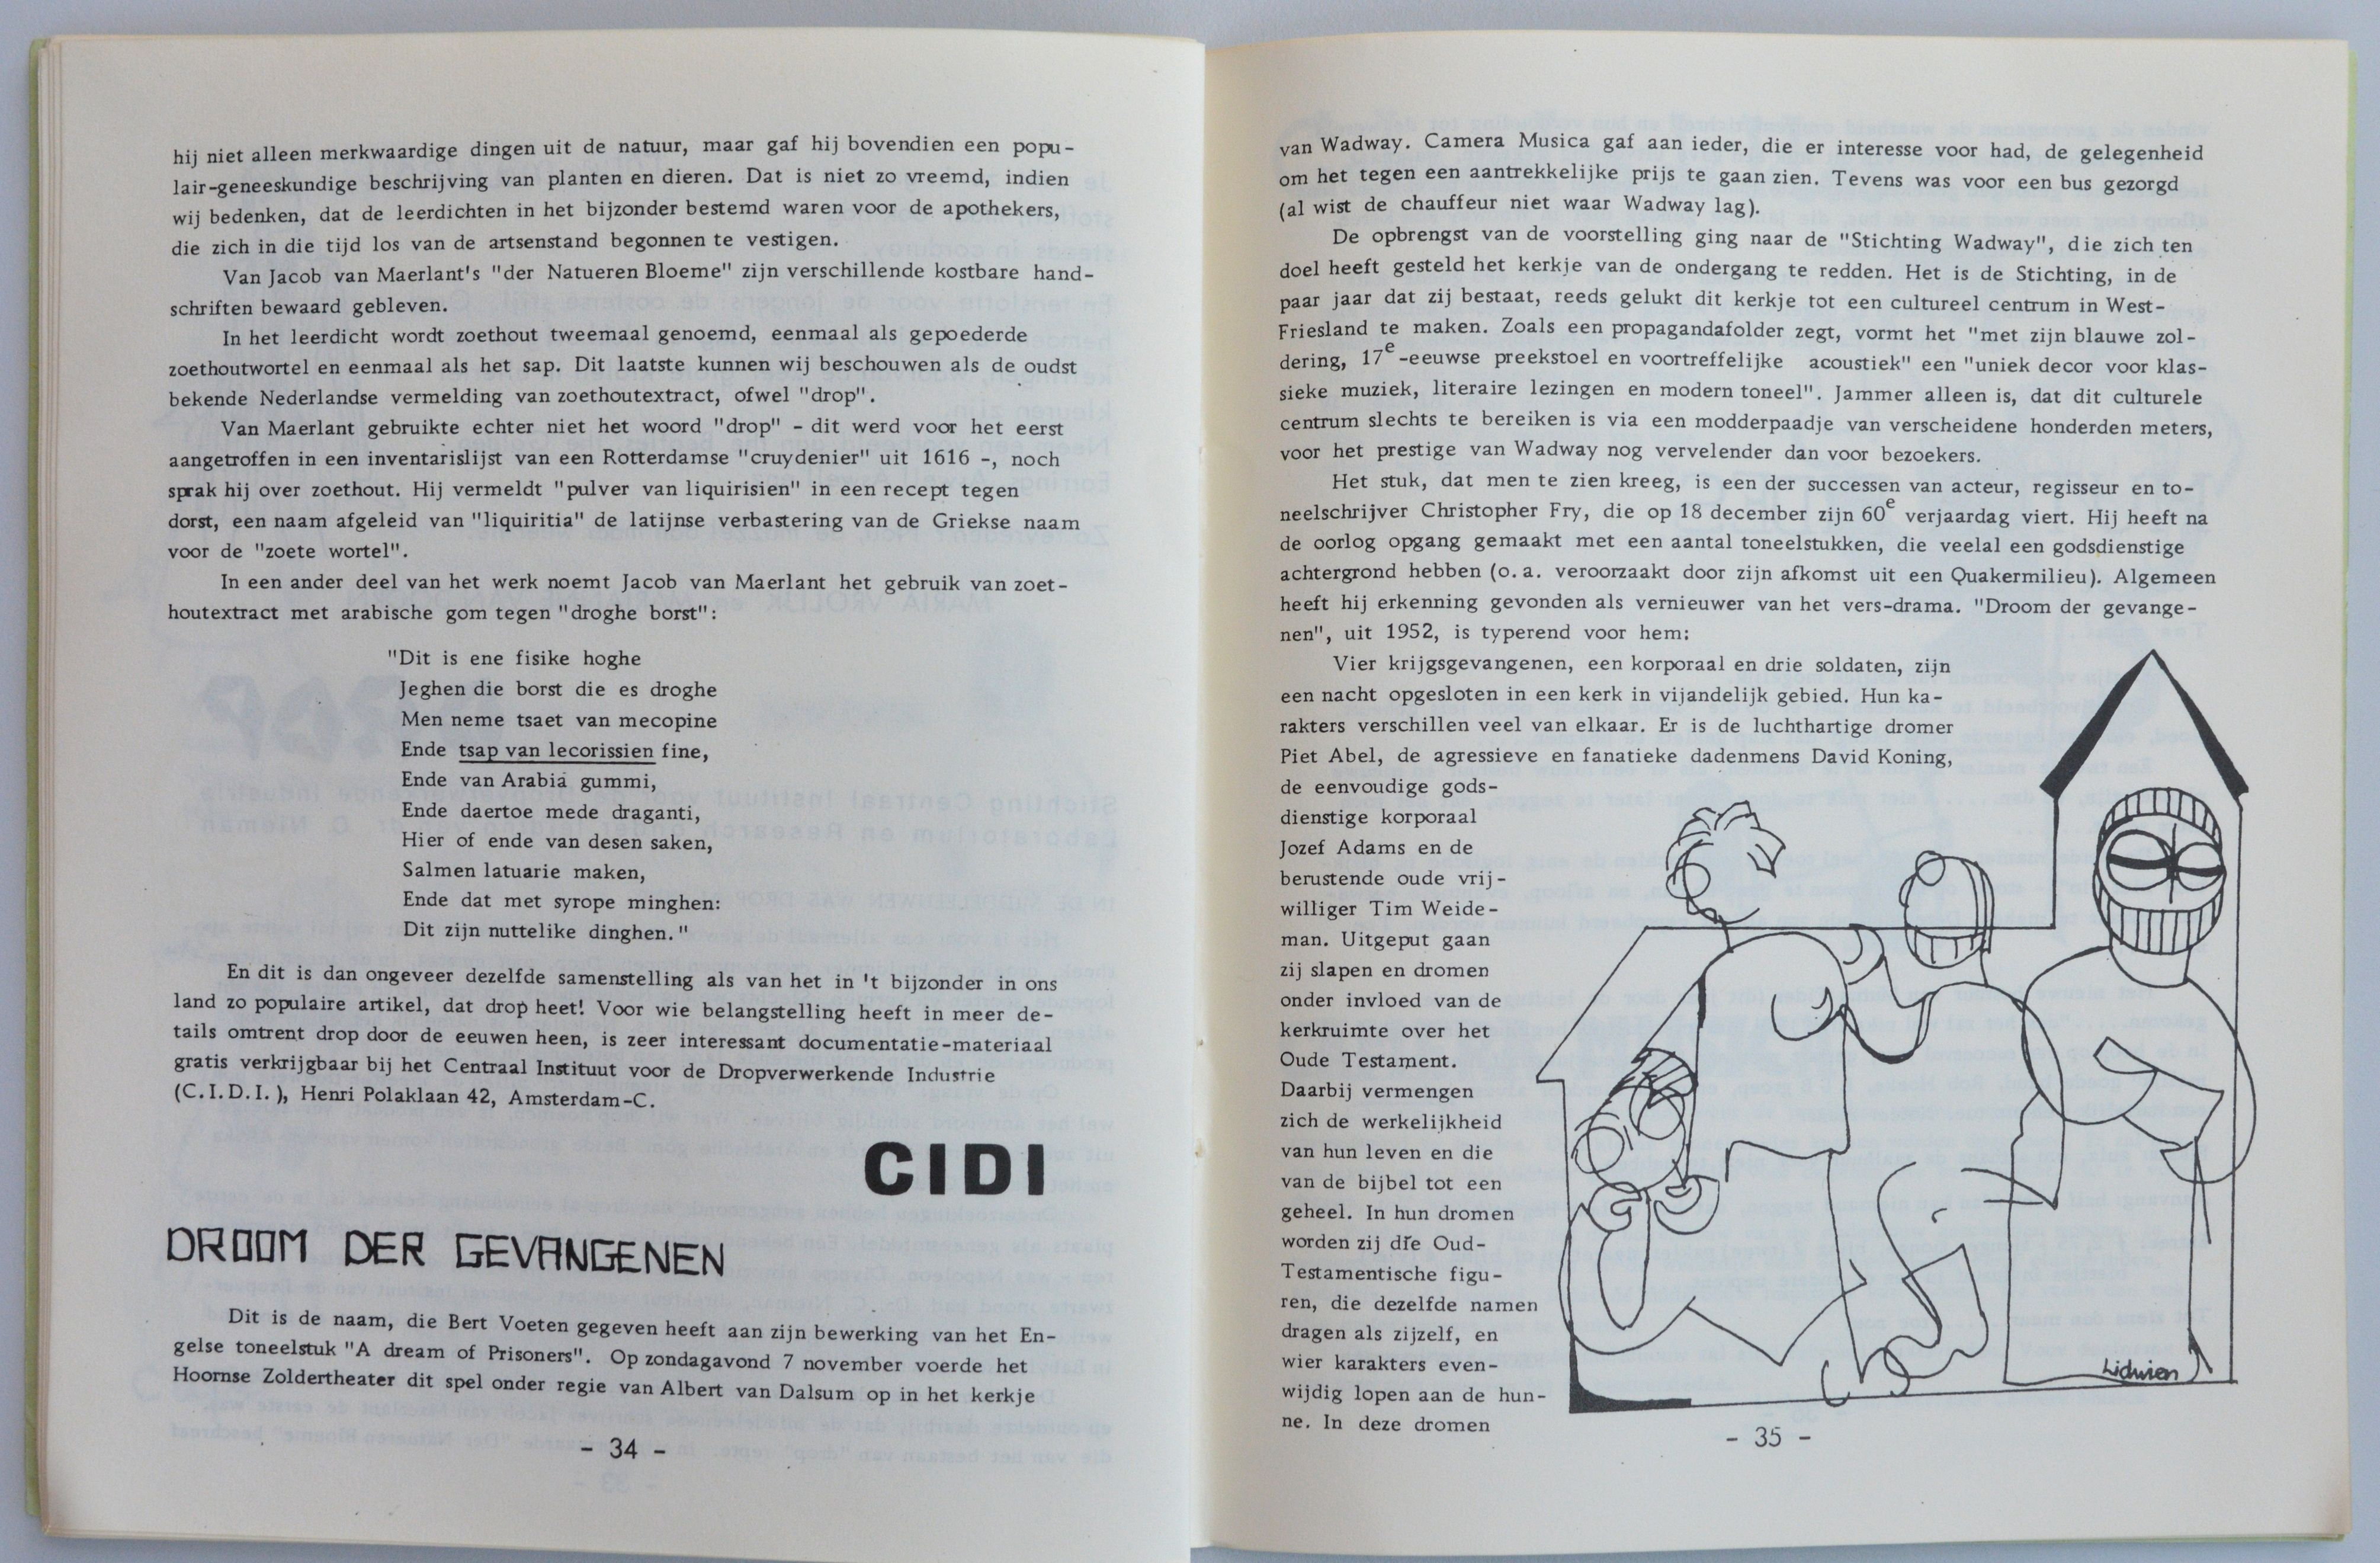 hij niet alleen merkwaardige dingen uit de natuur, maar gaf hij bovendien een popu-
lair-geneeskundige beschrijving van planten en dieren. Dat is niet zo vreemd, indien
wij bedenken, dat de leerdichten in het bijzonder bestemd waren voor de apothekers,
die zich in die tijd los van de artsenstand begonnen te vestigen.
Van Jacob van Maerlant's "der Natueren Bloeme" zijn verschillende kostbare hand-
schriften bewaard gebleven.
In het leerdicht wordt zoethout tweemaal genoemd, eenmaal als gepoederde
zoethoutwortel en eenmaal als het sap. Dit laatste kunnen wij beschouwen als de oudst
bekende Nederlandse vermelding van zoethoutextract, ofwel "drop".
Van Maerlant gebruikte echter niet het woord "drop" - dit werd voor het eerst
aangetroffen in een inventarislijst van een Rotterdamse "cruydenier" uit 1616 -, noch
sprak hij over zoethout. Hij vermeldt "pulver van liquirisien" in een recept tegen
dorst, een naam afgeleid van "liquiritia" de latijnse verbastering van de Griekse naam
voor de "zoete wortel".
In een ander deel van het werk noemt Jacob van Maerlant het gebruik van zoet-
houtextract met arabische gom tegen "droghe borst":
"Dit is ene fisike hoghe
Jeghen die borst die es droghe
Men neme tsaet van mecopine
Ende tsap van lecorissien fine,
Ende van Arabia gummi,
Ende daertoe mede draganti,
Hier of ende van desen saken,
Salmen latuarie maken,
Ende dat met syrope minghen:
Dit zijn nuttelike dinghen."
En dit is dan ongeveer dezelfde samenstelling als van het in 't bijzonder in ons
land zo populaire artikel, dat drop heet! Voor wie belangstelling heeft in meer de-
tails omtrent drop door de eeuwen heen, is zeer interessant documentatie-materiaal
gratis verkrijgbaar bij het Centraal Instituut voor de Dropverwerkende Industrie
(C.I.D.I.), Henri Polaklaan 42, Amsterdam-C.
CIDI
DROOM DER GEVANGENEN
Dit is de naam, die Bert Voeten gegeven heeft aan zijn bewerking van het En-
gelse toneelstuk "A dream of Prisoners". Op zondagavond 7 november voerde het
Hoornse Zoldertheater dit spel onder regie van Albert van Dalsum op in het kerkje
- 34 -
van Wadway. Camera Musica gaf aan ieder, die er interesse voor had, de gelegenheid
om het tegen een aantrekkelijke prijs te gaan zien. Tevens was voor een bus gezorgd
(al wist de chauffeur niet waar Wadway lag).
De opbrengst van de voorstelling ging naar de "Stichting Wadway", die zich ten
doel heeft gesteld het kerkje van de ondergang te redden. Het is de Stichting, in de
paar jaar dat zij bestaat, reeds gelukt dit kerkje tot een cultureel centrum in West-
Friesland te maken. Zoals een propagandafolder zegt, vormt het "met zijn blauwe zol-
dering, 17e-eeuwse preekstoel en voortreffelijke acoustiek" een "uniek decor voor klas-
sieke muziek, literaire lezingen en modern toneel". Jammer alleen is, dat dit culturele
centrum slechts te bereiken is via een modderpaadje van verscheidene honderden meters,
voor het prestige van Wadway nog vervelender dan voor bezoekers.
Het stuk, dat men te zien kreeg, is een der successen van acteur, regisseur en to-
neelschrijver Christopher Fry, die op 18 december zijn 60e verjaardag viert. Hij heeft na
de oorlog opgang gemaakt met een aantal toneelstukken, die veelal een godsdienstige
achtergrond hebben (o.a. veroorzaakt door zijn afkomst uit een Quakermilieu). Algemeen
heeft hij erkenning gevonden als vernieuwer van het vers-drama. "Droom der gevange-
nen", uit 1952, is typerend voor hem:
Vier krijgsgevangenen, een korporaal en drie soldaten, zijn
een nacht opgesloten in een kerk in vijandelijk gebied. Hun ka-
rakters verschillen veel van elkaar. Er is de luchthartige dromer
Piet Abel, de agressieve en fanatieke dadenmens David Koning,
de eenvoudige gods-
dienstige korporaal
Jozef Adams en de
berustende oude vrij-
williger Tim Weide-
man. Uitgeput gaan
zij slapen en dromen
onder invloed van de
kerkruimte over het
Oude Testament.
Daarbij vermengen
zich de werkelijkheid
van hun leven en die
van de bijbel tot een
geheel. In hun dromen
worden zij dïe Oud-
Testamentische figu-
ren, die dezelfde namen
dragen als zijzelf, en
wier karakters even-
wijdig lopen aan de hun-
ne. In deze dromen
Lidwien
- 35 -